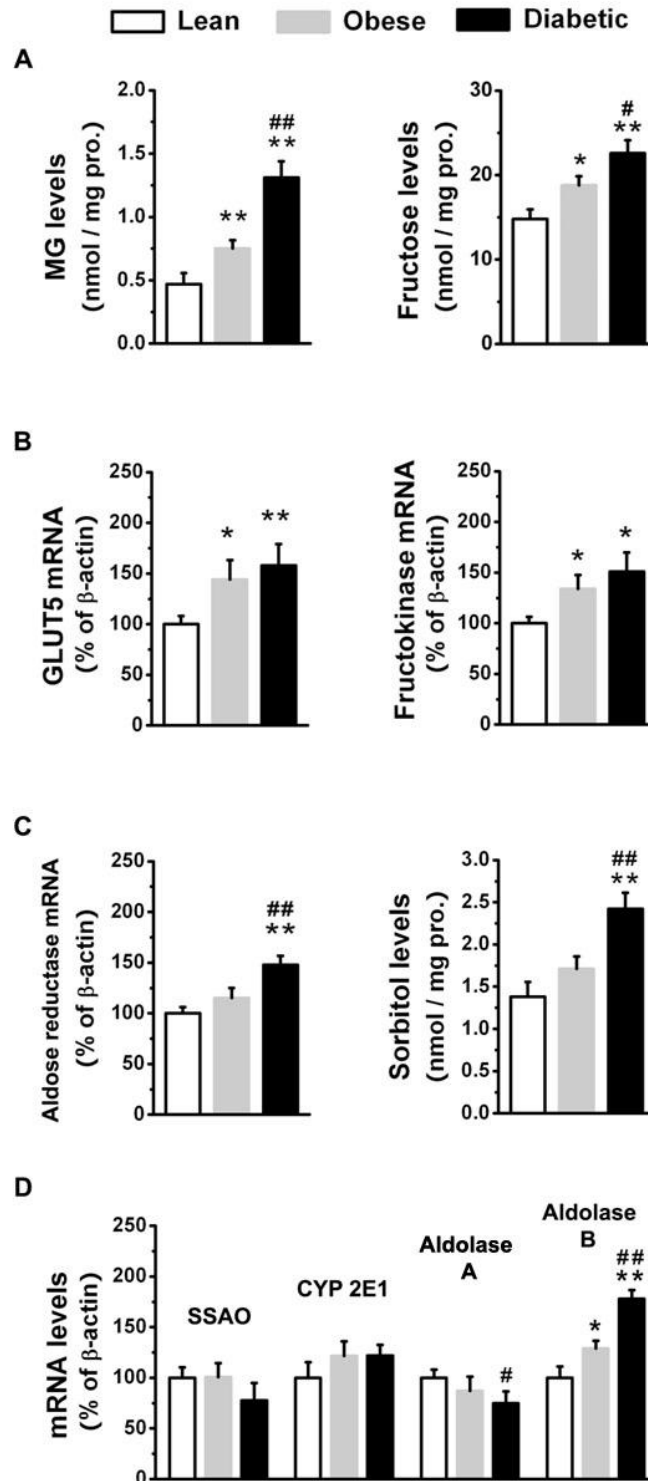 Lean Obese Diabetic
A
MG levels
(nmol / mg pro.)
2.0
1.5
1.0
0.5
0.0
**
##
**
Fructose levels
(nmol / mg pro.)
30
20
10
0
*
#
**
B
GLUT5 mRNA
(% of β-actin)
250
200
150
100
50
0
*
**
Fructokinase mRNA
(% of β-actin)
250
200
150
100
50
0
*
*
C
Aldose reductase mRNA
(% of β-actin)
250
200
150
100
50
0
##
**
Sorbitol levels
(nmol / mg pro.)
3.0
2.5
2.0
1.5
1.0
0.5
0.0
##
**
D
mRNA levels
(% of β-actin)
250
200
150
100
50
0
SSAO
CYP 2E1
Aldolase
A
#
Aldolase
B
*
##
**